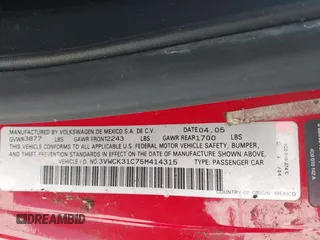 MANUFACTURED BY VOLKSWAGEN DE MEXICO S.A. DE C.V. DATE 04.05
GVWR 3877 LBS GAWR FRONT 2243 LBS GAWR REAR 1700 LBS
THIS VEHICLE CONFORMS TO ALL APPLICABLE U.S. FEDERAL MOTOR VEHICLE SAFETY, BUMPER,
AND THEFT PREVENTION STANDARDS IN EFFECT ON THE DATE OF MANUFACTURE SHOWN ABOVE.
VEHICLE I.D. NO. 3VWCK31C75M414315 TYPE: PASSENGER CAR
COUNTRY OF ORIGIN: MEXICO
DREAMBID